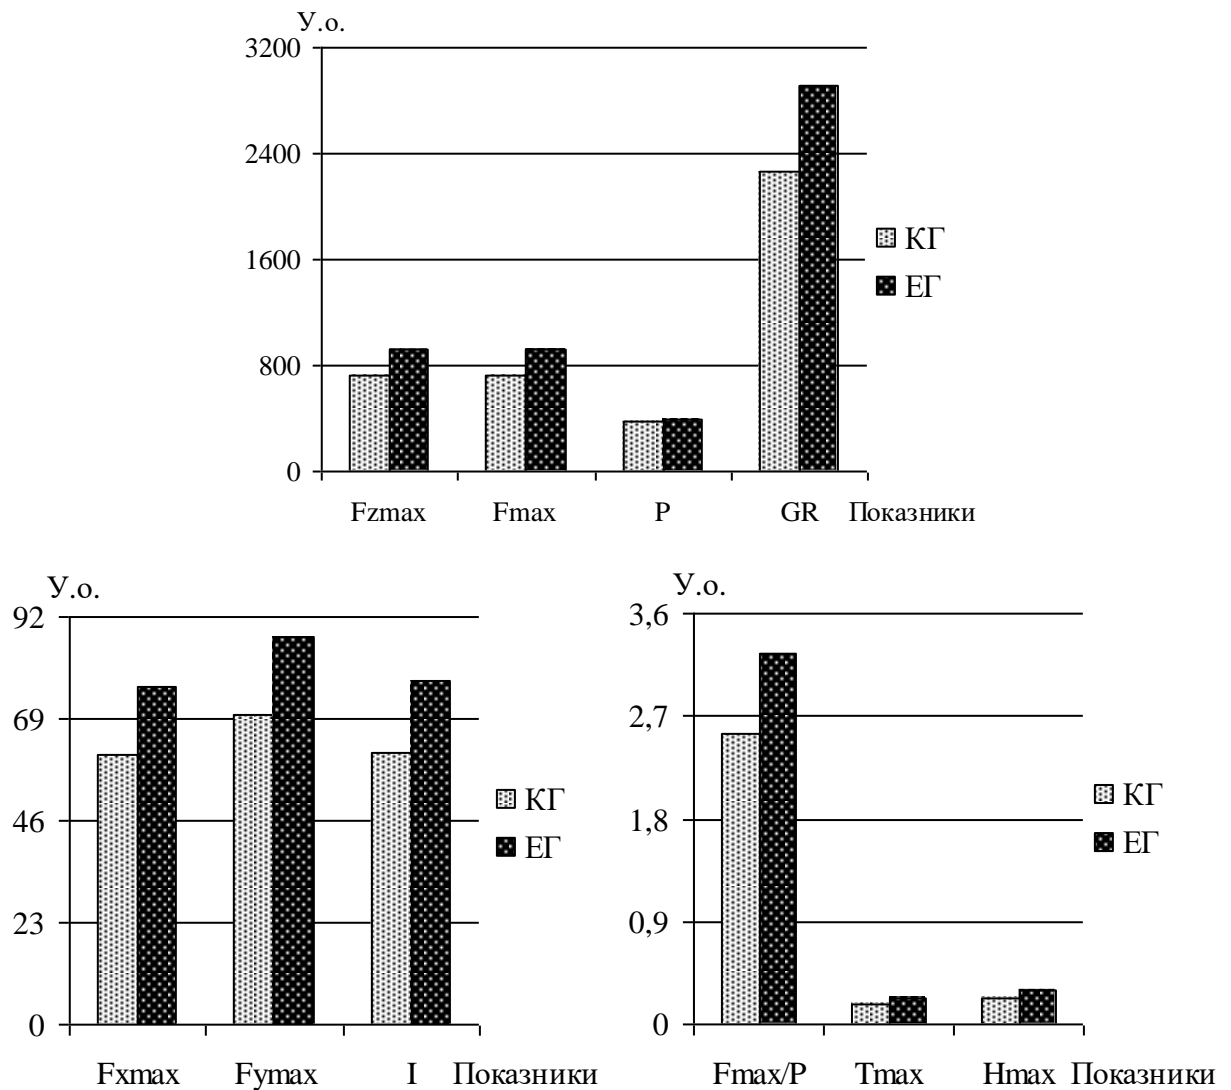 У.о.
3200
2400
1600
800
0
Fzmax Fmax P GR Показники
КГ
ЕГ
У.о.
92
69
46
23
0
Fxmax Fymax I Показники
КГ
ЕГ
У.о.
3,6
2,7
1,8
0,9
0
Fmax/P Tmax Hmax Показники
КГ
ЕГ